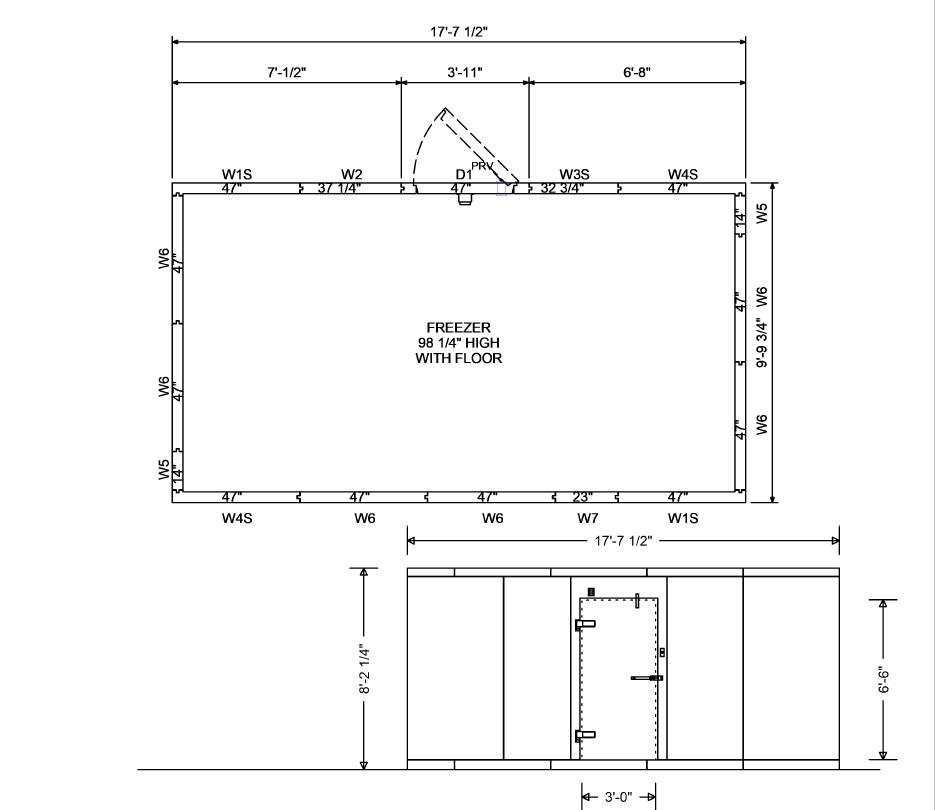 17'-7 1/2"
7'-1/2"
3'-11"
6'-8"
PRV
W1S
W2
D1
W3S
W4S
47"
37 1/4"
47"
32 3/4"
47"
W5
14"
W6
47"
W6
47"
9'-9 3/4"
W6
47"
FREEZER
98 1/4" HIGH
WITH FLOOR
W6
47"
W5
14"
W6
47"
47"
47"
47"
23"
47"
W4S
W6
W6
W7
W1S
17'-7 1/2"
8'-2 1/4"
6'-6"
3'-0"